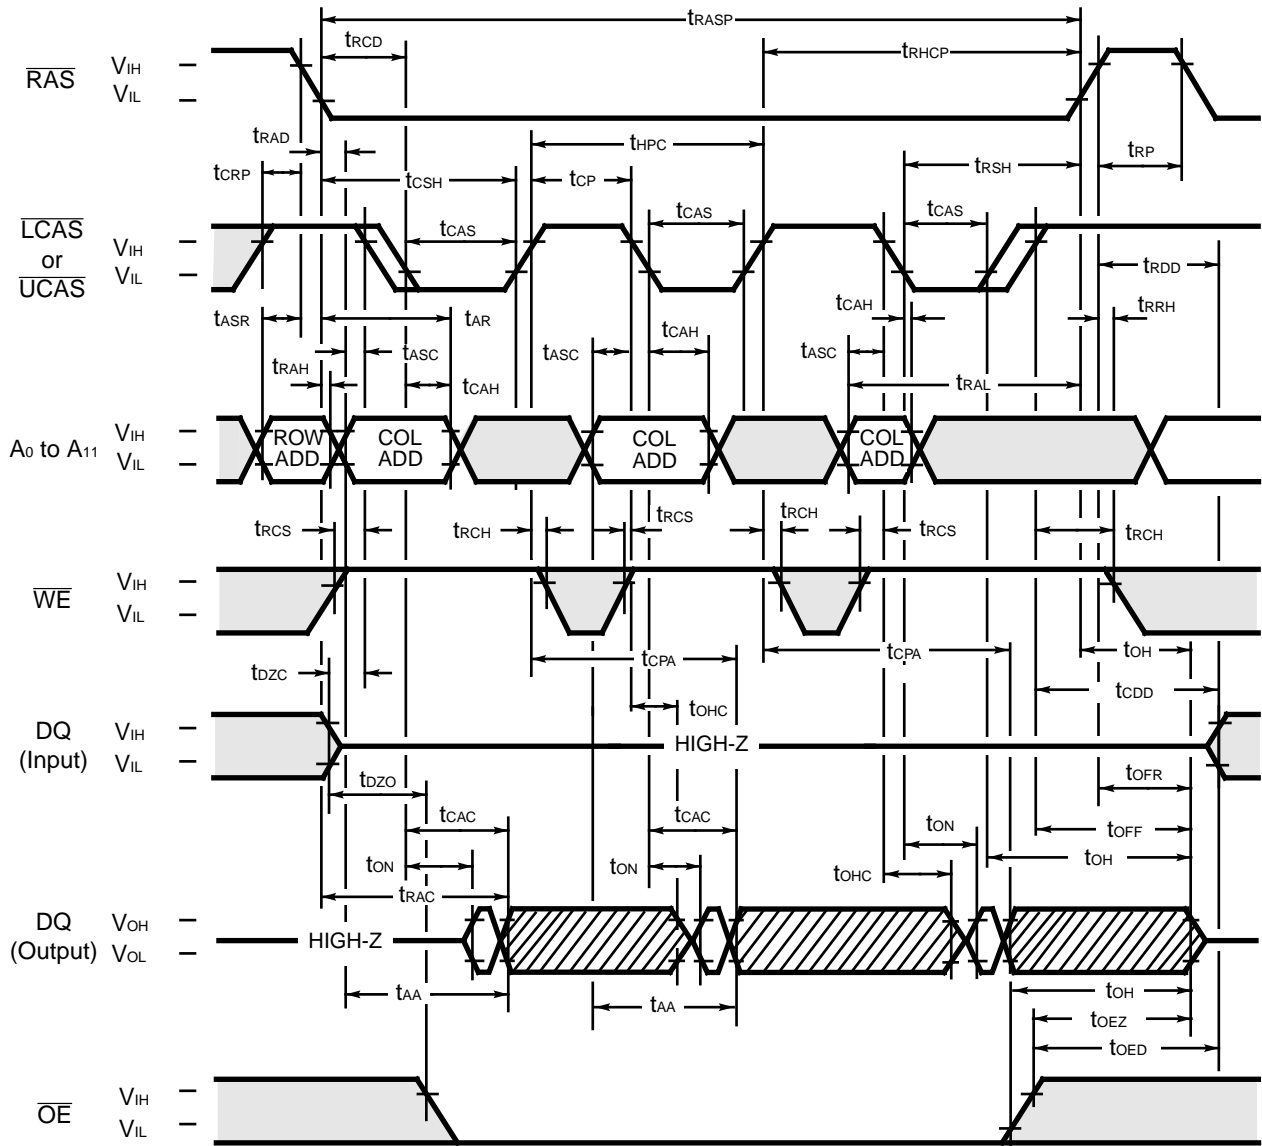 tRASP
tRCD
tRHCP
RAS
VIH
VIL
tRAD
tHPC
tRP
tCRP
tCSH
tCP
tRSH
LCAS
or
UCAS
VIH
VIL
tCAS
tCAS
tCAS
tRDD
tASR
tAR
tCAH
tRRH
tRAH
tASC
tASC
tCAH
tASC
tCAH
tRAL
A0 to A11
VIH
VIL
ROW
ADD
COL
ADD
COL
ADD
COL
ADD
tRCS
tRCH
tRCS
tRCH
tRCS
tRCH
WE
VIH
VIL
tDZC
tCPA
tCPA
tOH
tCDD
tOHC
DQ
(Input)
VIH
VIL
HIGH-Z
tDZO
tOFR
tCAC
tCAC
tON
tOFF
tON
tON
tOHC
tOH
tRAC
DQ
(Output)
VOH
VOL
HIGH-Z
tAA
tAA
tOH
tOEZ
tOED
OE
VIH
VIL